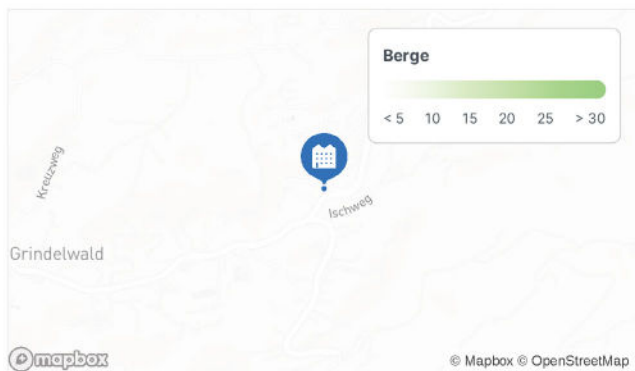 Berge
< 5 10 15 20 25 > 30
Kreuzweg
Ischweg
Grindelwald
mapbox
© Mapbox © OpenStreetMap